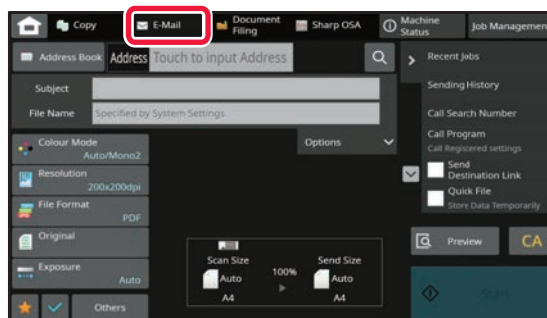 Copy
E-Mail
Document
Filing
Sharp OSA
Machine
Status
Job Managemen
Address Book
Address
Touch to input Address
Recent Jobs
Subject
Sending History
File Name
Specified by System Settings
Call Search Number
Colour Mode
Auto/Mono2
Options
Call Program
Call Registered settings
Resolution
200x200dpi
Send
Destination Link
File Format
PDF
Quick File
Store Data Temporarily
Original
Preview
CA
Scan Size
Auto
A4
100%
Send Size
Auto
A4
Exposure
Auto
Start
Others